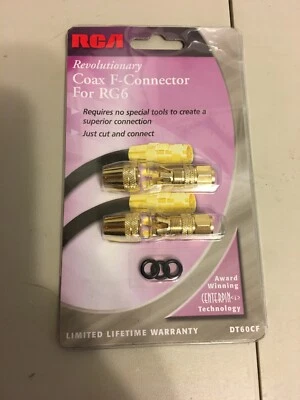 RCA
Revolutionary
Coax F-Connector
For RG6
Requires no special tools to create a
superior connection
Just cut and connect
Award
Winning
CENTERPIN
Technology
LIMITED LIFETIME WARRANTY
DT60CF